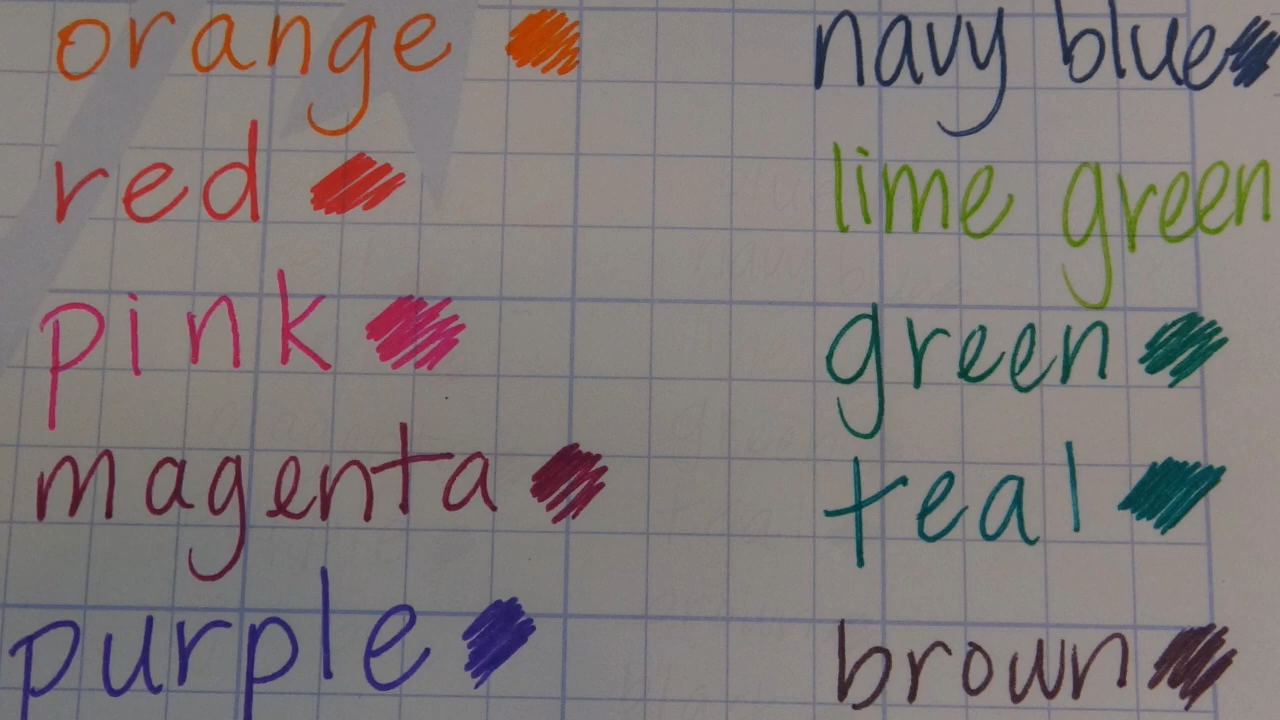 orange
red
pink
magenta
purple
navy blue
lime green
green
teal
brown